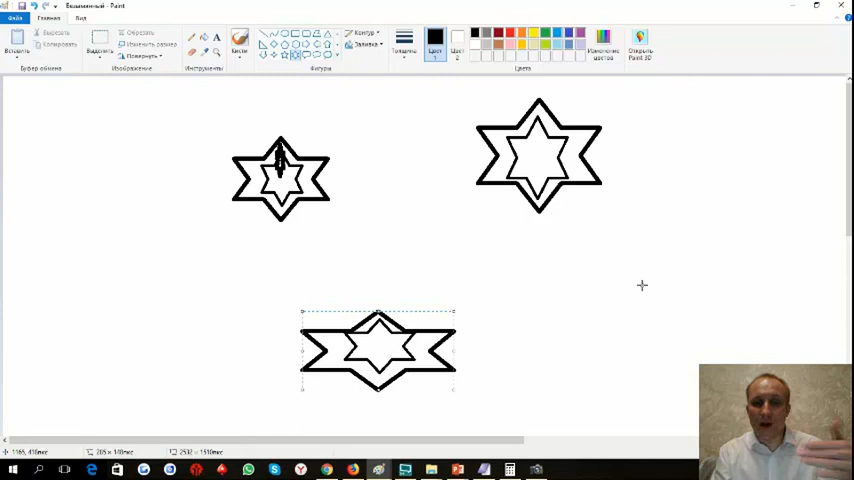 Безымянный - Paint
Файл Главная Вид
Вставить
Вырезать
Копировать
Буфер обмена
Выделить
Обрезать
Изменить размер
Повернуть
Изображение
Инструменты
Кисти
Фигуры
Контур
Заливка
Толщина
Цвет 1
Цвет 2
Цвета
Изменение цветов
Открыть Paint 3D